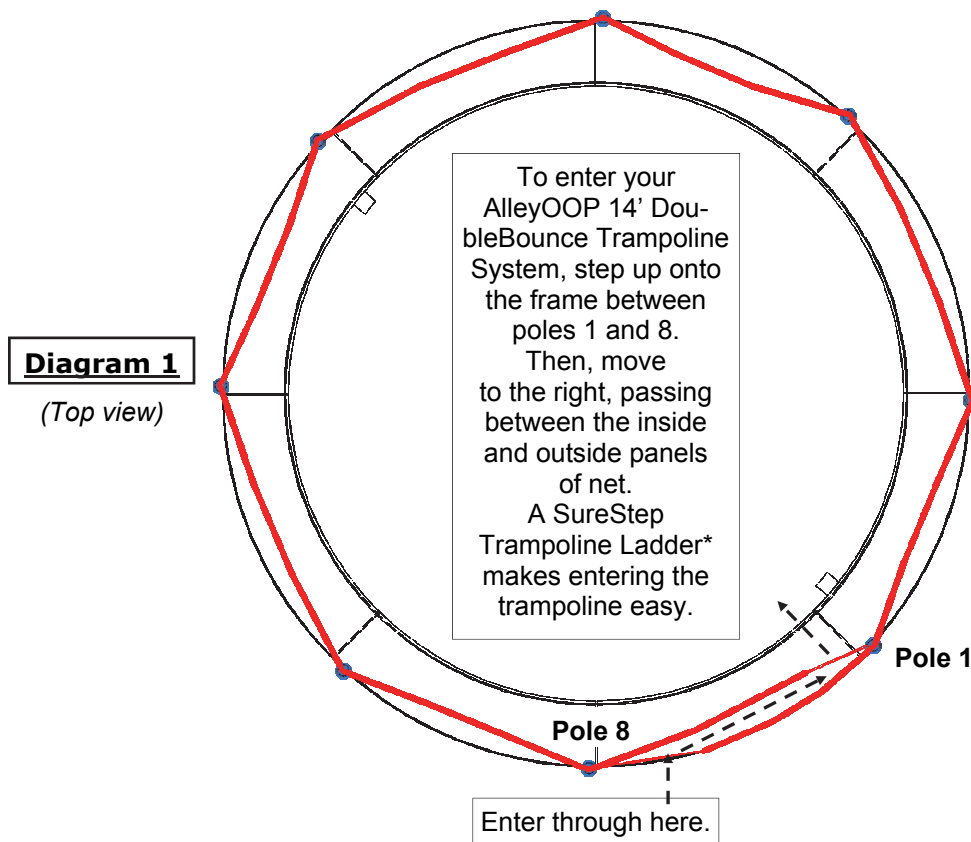 To enter your
AlleyOOP 14’ Dou-
bleBounce Trampoline
System, step up onto
the frame between
poles 1 and 8.
Then, move
to the right, passing
between the inside
and outside panels
of net.
A SureStep
Trampoline Ladder*
makes entering the
trampoline easy.
Diagram 1
(Top view)
Pole 1
Pole 8
Enter through here.